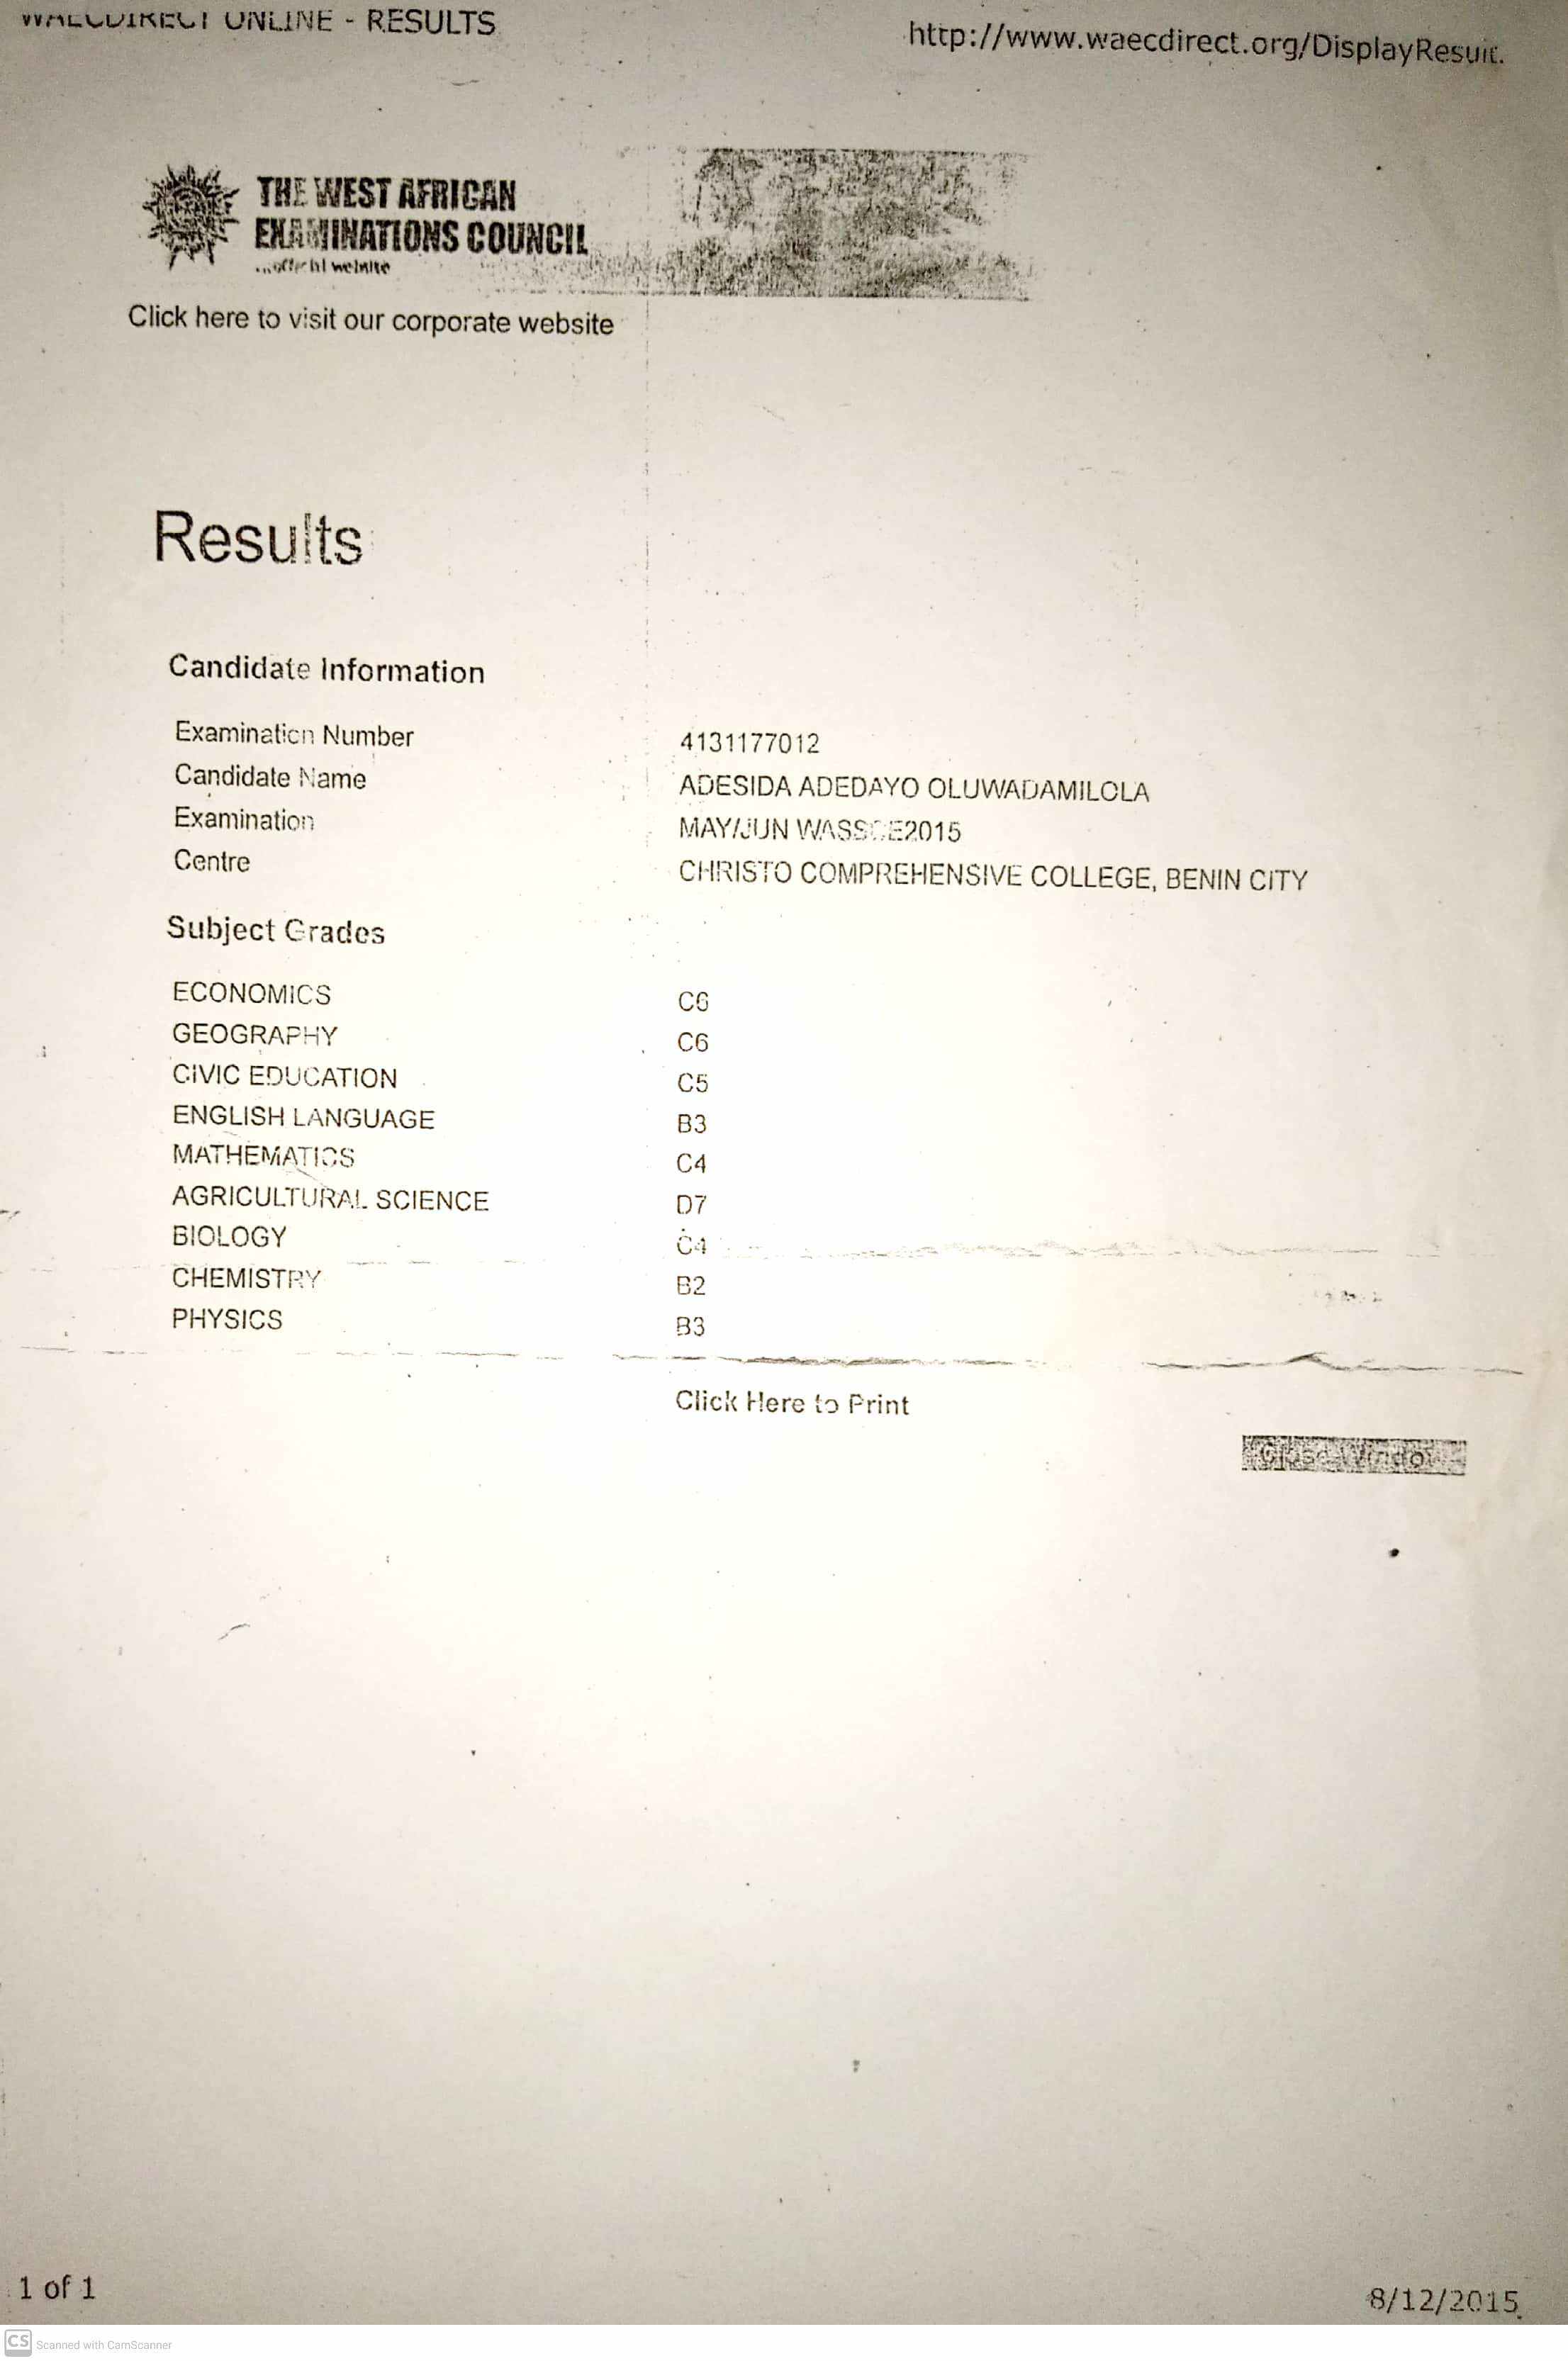 WAECDIRECT ONLINE - RESULTS
http://www.waecdirect.org/DisplayResult.
THE WEST AFRICAN
EXAMINATIONS COUNCIL
...official website
Click here to visit our corporate website
Results
Candidate Information
Examination Number 4131177012
Candidate Name ADESIDA ADEDAYO OLUWADAMILOLA
Examination MAY/JUN WASSCE2015
Centre CHRISTO COMPREHENSIVE COLLEGE, BENIN CITY
Subject Grades
ECONOMICS C6
GEOGRAPHY C6
CIVIC EDUCATION C5
ENGLISH LANGUAGE B3
MATHEMATICS C4
AGRICULTURAL SCIENCE D7
BIOLOGY C4
CHEMISTRY B2
PHYSICS B3
Click Here to Print
Close Window
1 of 1
8/12/2015
CS Scanned with CamScanner